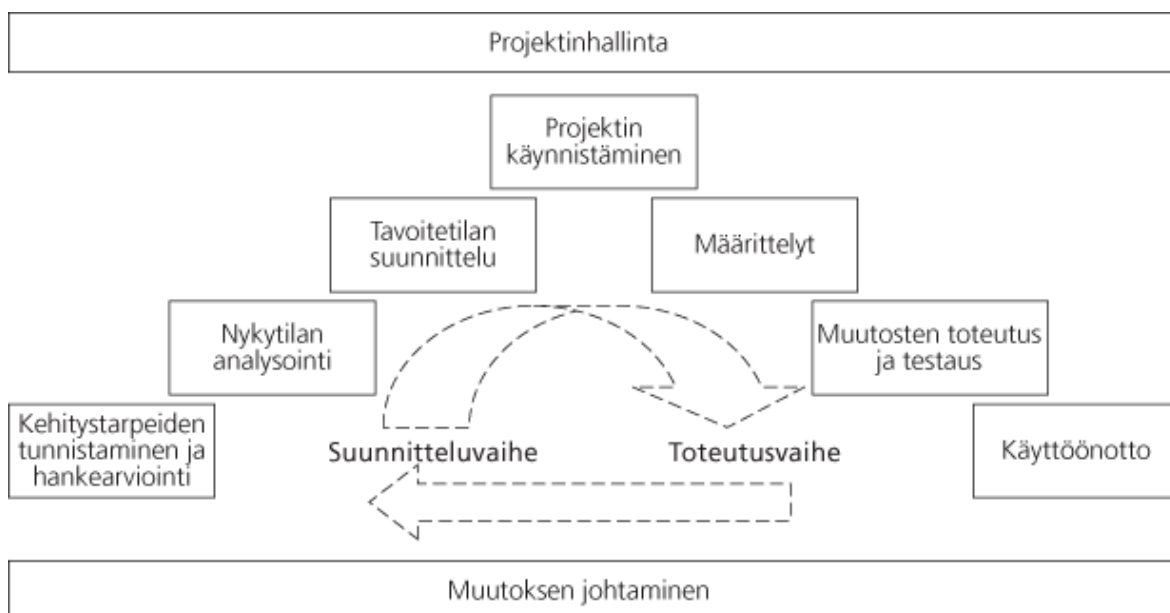 Projektinhallinta
Projektin
käynnistäminen
Tavoitetilan
suunnittelu
Määrittelyt
Nykytilan
analysointi
Muutosten toteutus
ja testaus
Kehitystarpeiden
tunnistaminen ja
hankearviointi
Suunnitteluvaihe
Toteutusvaihe
Käyttöönotto
Muutoksen johtaminen